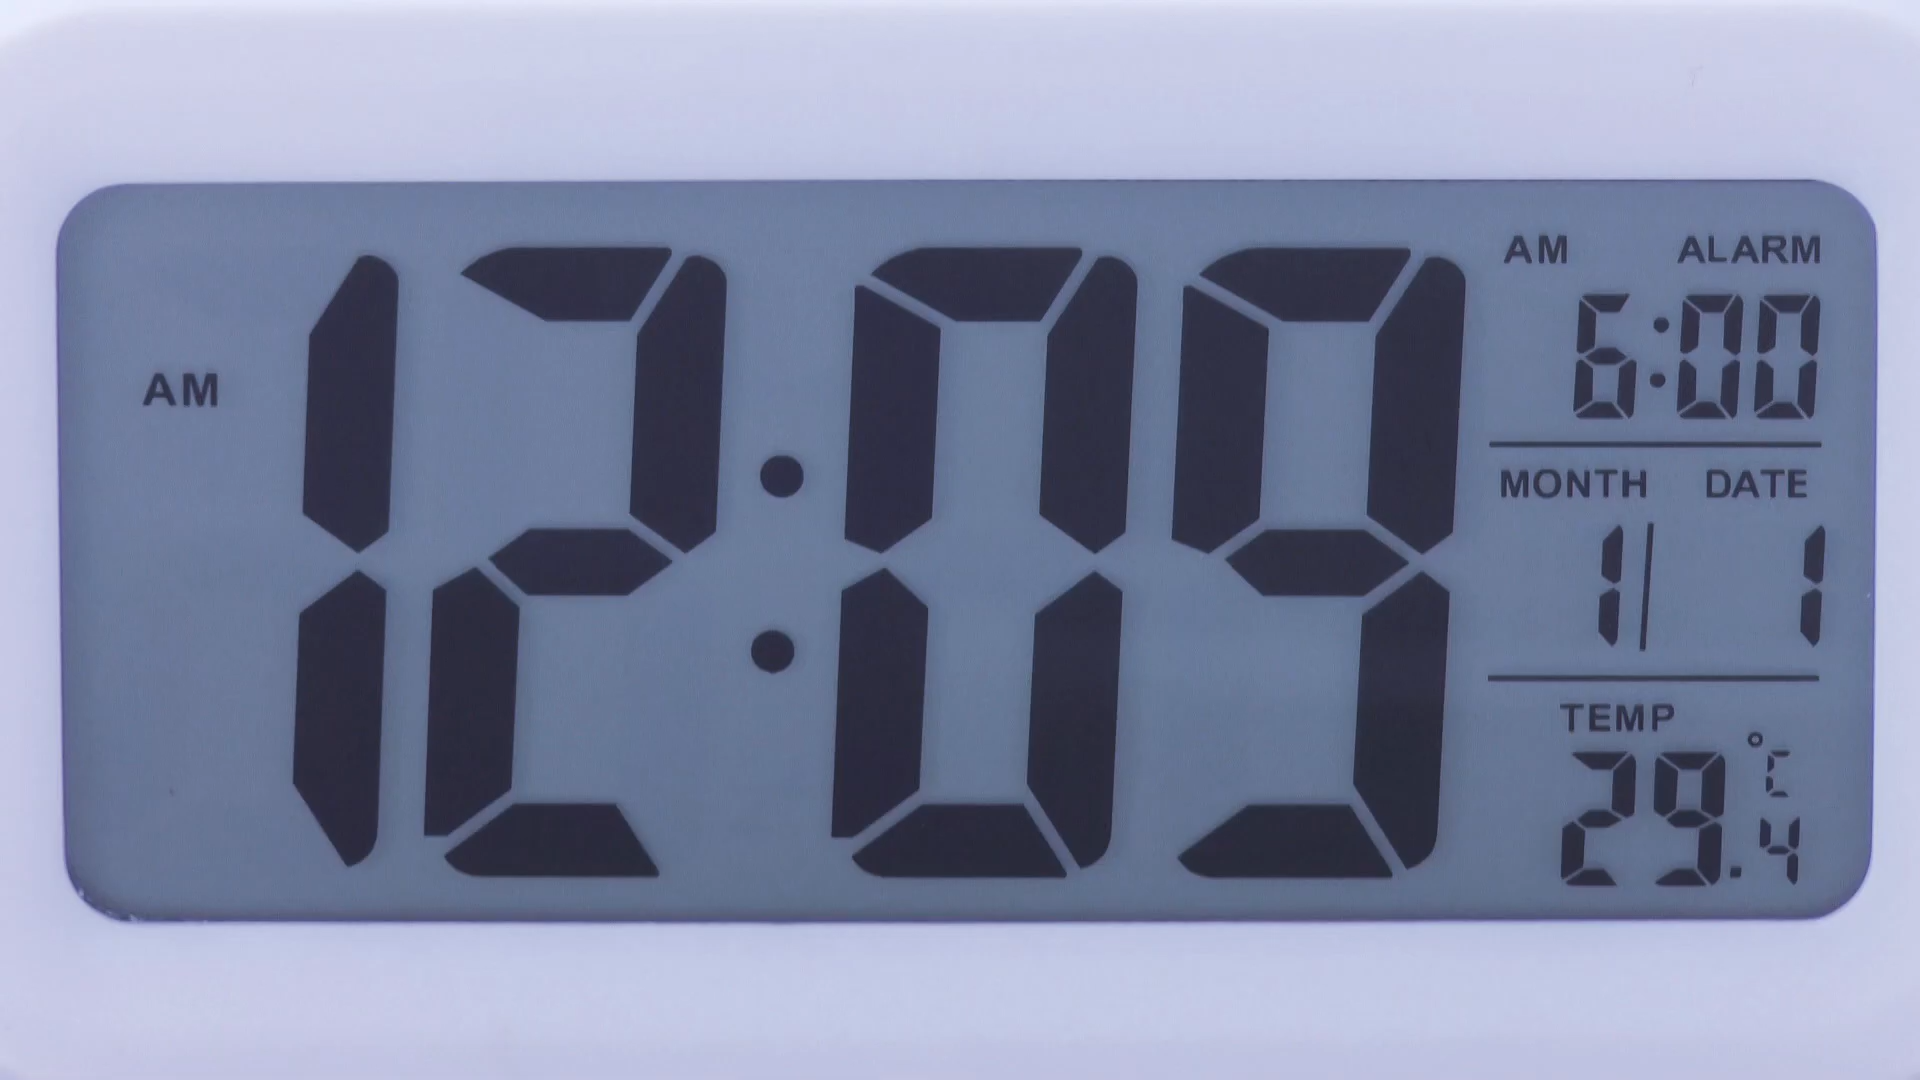 AM 12:09
AM ALARM
6:00
MONTH DATE
1/ 1
TEMP
29.4 °C